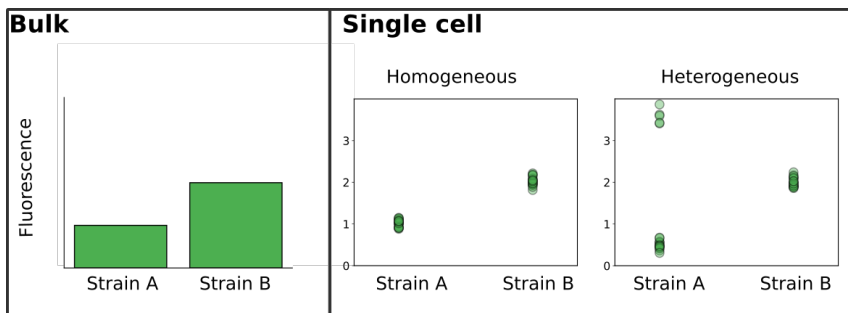 Bulk
Single cell
Homogeneous
Heterogeneous
Fluorescence
Strain A
Strain B
3
2
1
0
Strain A
Strain B
3
2
1
0
Strain A
Strain B